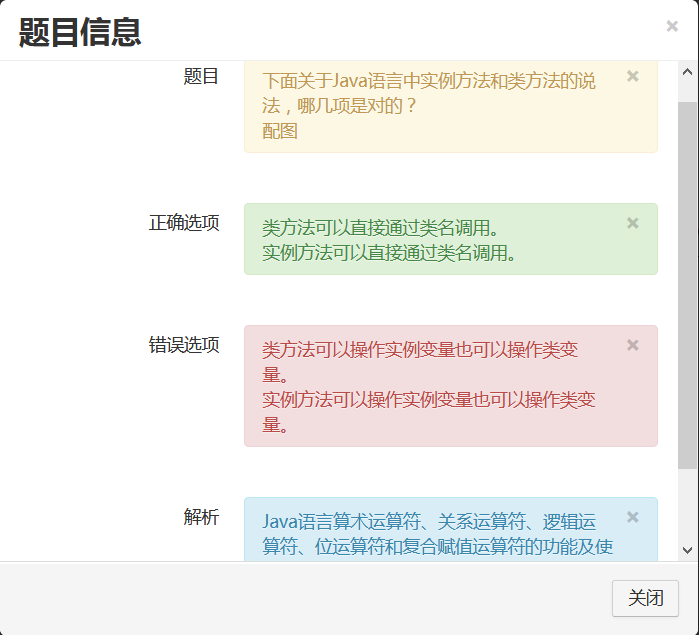 题目信息
×
题目
下面关于Java语言中实例方法和类方法的说
法，哪几项是对的？
配图
×
正确选项
类方法可以直接通过类名调用。
实例方法可以直接通过类名调用。
×
错误选项
类方法可以操作实例变量也可以操作类变
量。
实例方法可以操作实例变量也可以操作类变
量。
×
解析
Java语言算术运算符、关系运算符、逻辑运
算符、位运算符和复合赋值运算符的功能及使
×
关闭